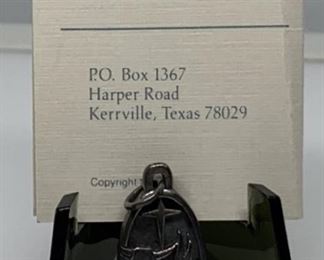 P.O. Box 1367
Harper Road
Kerrville, Texas 78029
Copyright